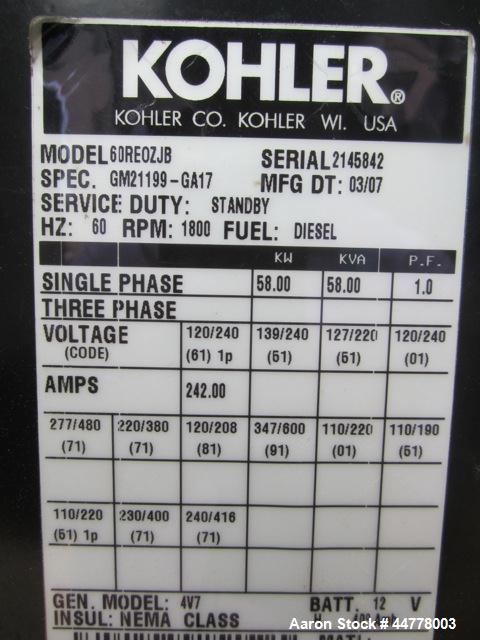 KOHLER®
KOHLER CO. KOHLER WI. USA
MODEL 60REOZJB SERIAL 2145842
SPEC. GM21199-GA17 MFG DT: 03/07
SERVICE DUTY: STANDBY
HZ: 60 RPM: 1800 FUEL: DIESEL
KW KVA P.F.
SINGLE PHASE 58.00 58.00 1.0
THREE PHASE
VOLTAGE 120/240 139/240 127/220 120/240
(CODE) (61) 1p (51) (51) (01)
AMPS 242.00
277/480 220/380 120/208 347/600 110/220 110/190
(71) (71) (81) (91) (01) (51)
110/220 230/400 240/416
(51) 1p (71) (71)
GEN. MODEL: 4V7 BATT. 12 V
INSUL: NEMA CLASS
Aaron Stock # 44778003